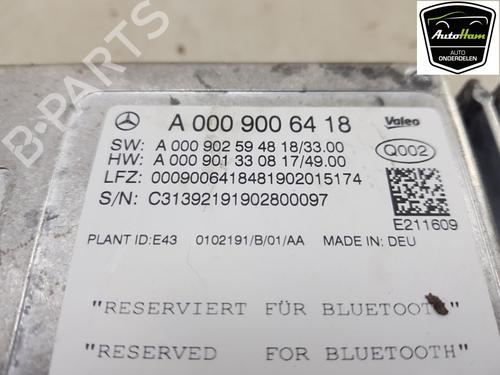 AutoHam
AUTO
ONDERDELEN
B-PARTS
A 000 900 6418
Valeo
SW: A 000 902 59 48 18/33.00
HW: A 000 901 33 08 17/49.00
Q002
LFZ: 0009006418481902015174
S/N: C31392191902800097
E211609
PLANT ID:E43 0102191/B/01/AA MADE IN: DEU
"RESERVIERT FÜR BLUETOOTH
"RESERVED FOR BLUETOOTH"